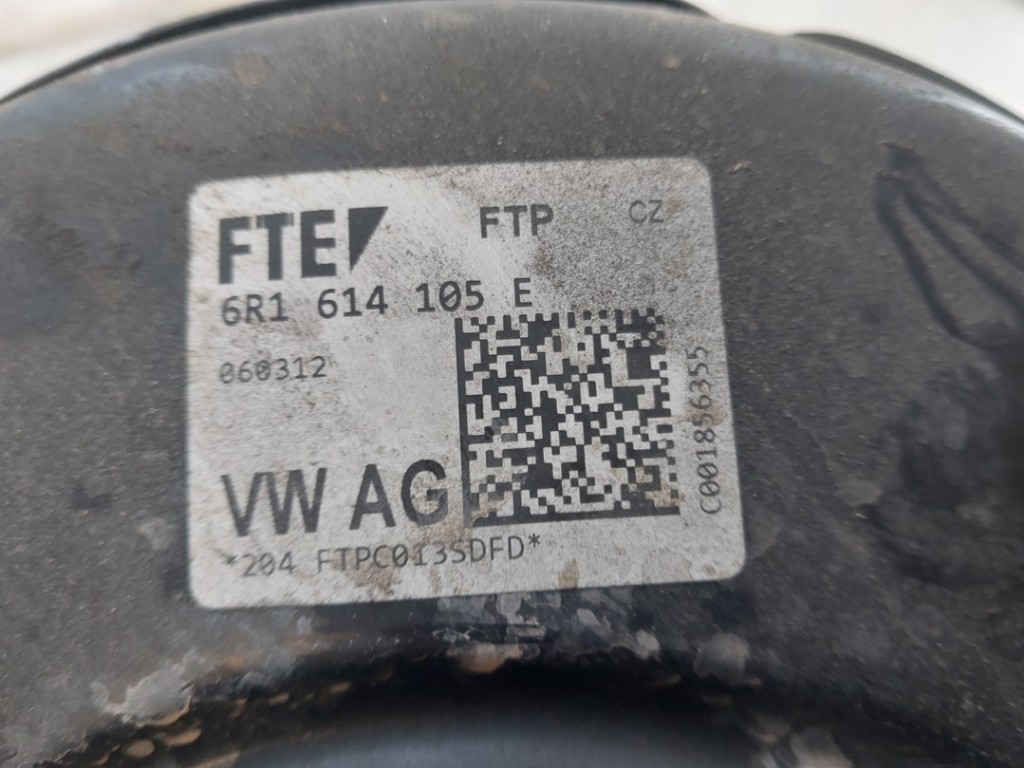 FTE FTP CZ
6R1 614 105 E
060312
C001856355
VW AG
*204 FTPC013SDFD*